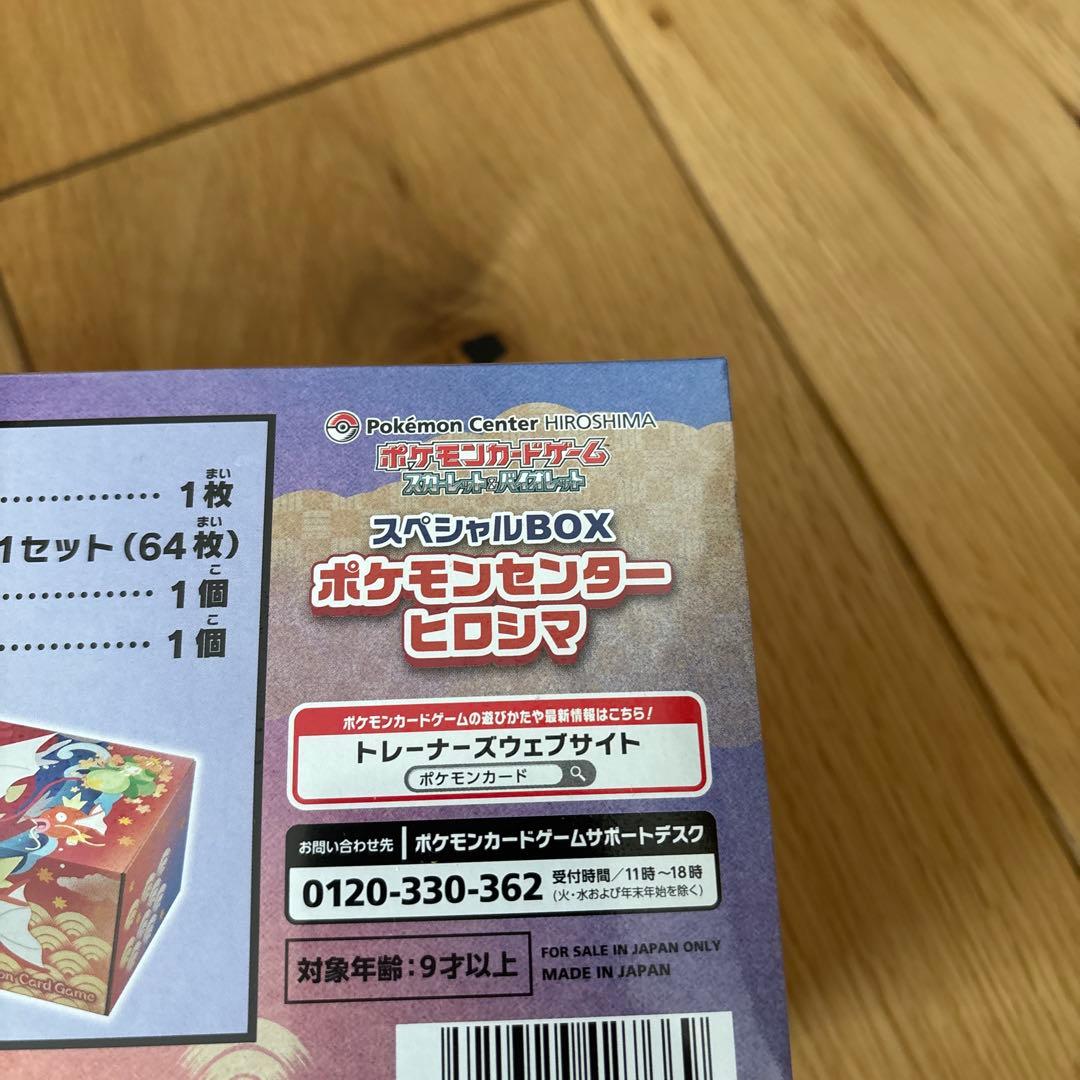 Pokémon Center HIROSHIMA
ポケモンカードゲーム
スカーレット&バイオレット
スペシャルBOX
ポケモンセンター
ヒロシマ
まい
1枚
まい
1セット(64枚)
こ
1個
こ
1個
Card Game
ポケモンカードゲームの遊びかたや最新情報はこちら!
トレーナーズウェブサイト
ポケモンカード
お問い合わせ先 ポケモンカードゲームサポートデスク
0120-330-362 受付時間/11時~18時
(火・水および年末年始を除く)
対象年齢:9才以上
FOR SALE IN JAPAN ONLY
MADE IN JAPAN